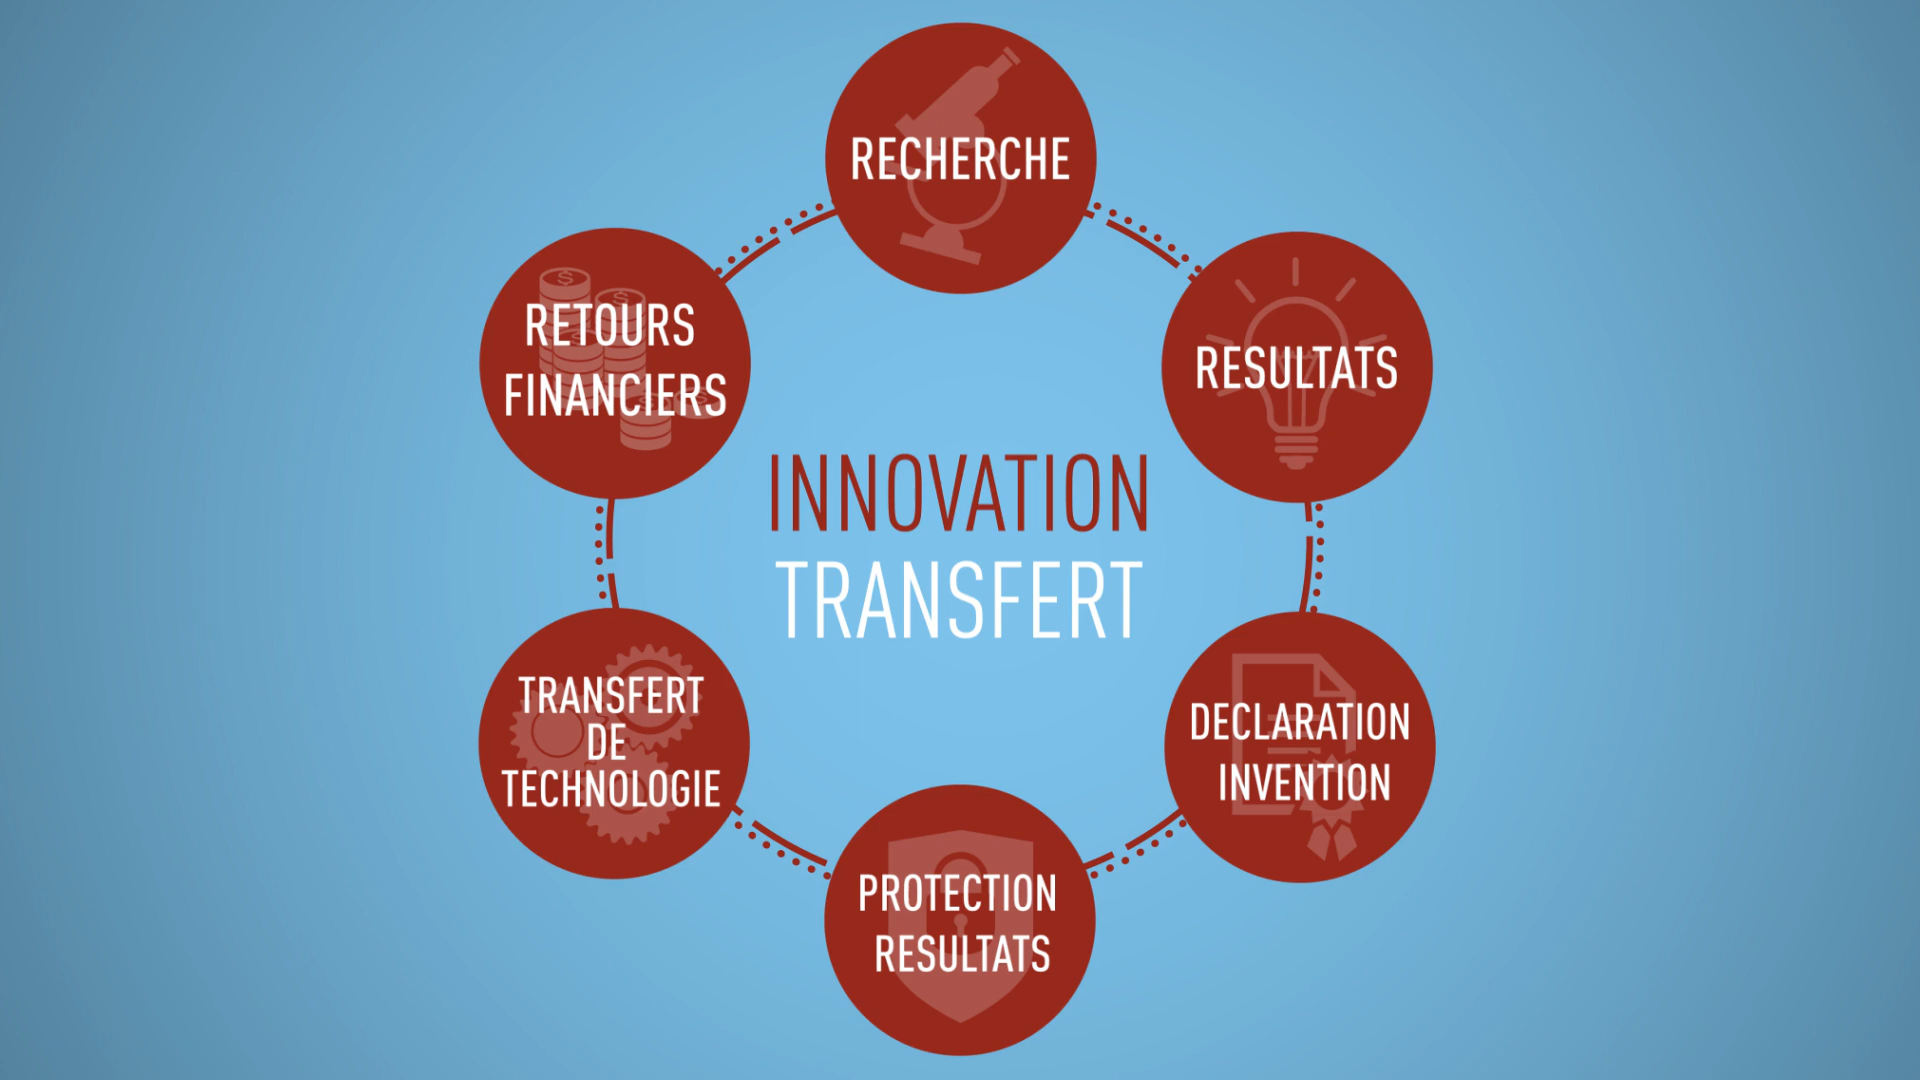 RECHERCHE
RESULTATS
DECLARATION
INVENTION
PROTECTION
RESULTATS
TRANSFERT
DE
TECHNOLOGIE
RETOURS
FINANCIERS
INNOVATION
TRANSFERT